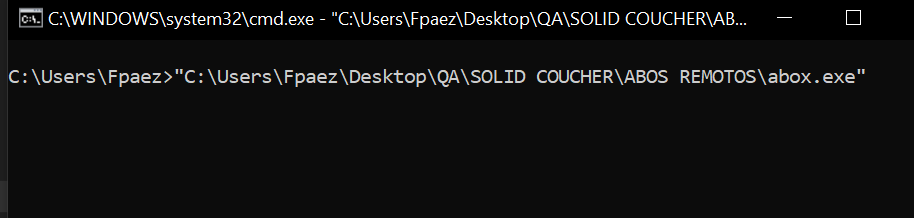 C:\WINDOWS\system32\cmd.exe - "C:\Users\Fpaez\Desktop\QA\SOLID COUCHER\AB...
C:\Users\Fpaez>"C:\Users\Fpaez\Desktop\QA\SOLID COUCHER\ABOS REMOTOS\abox.exe"